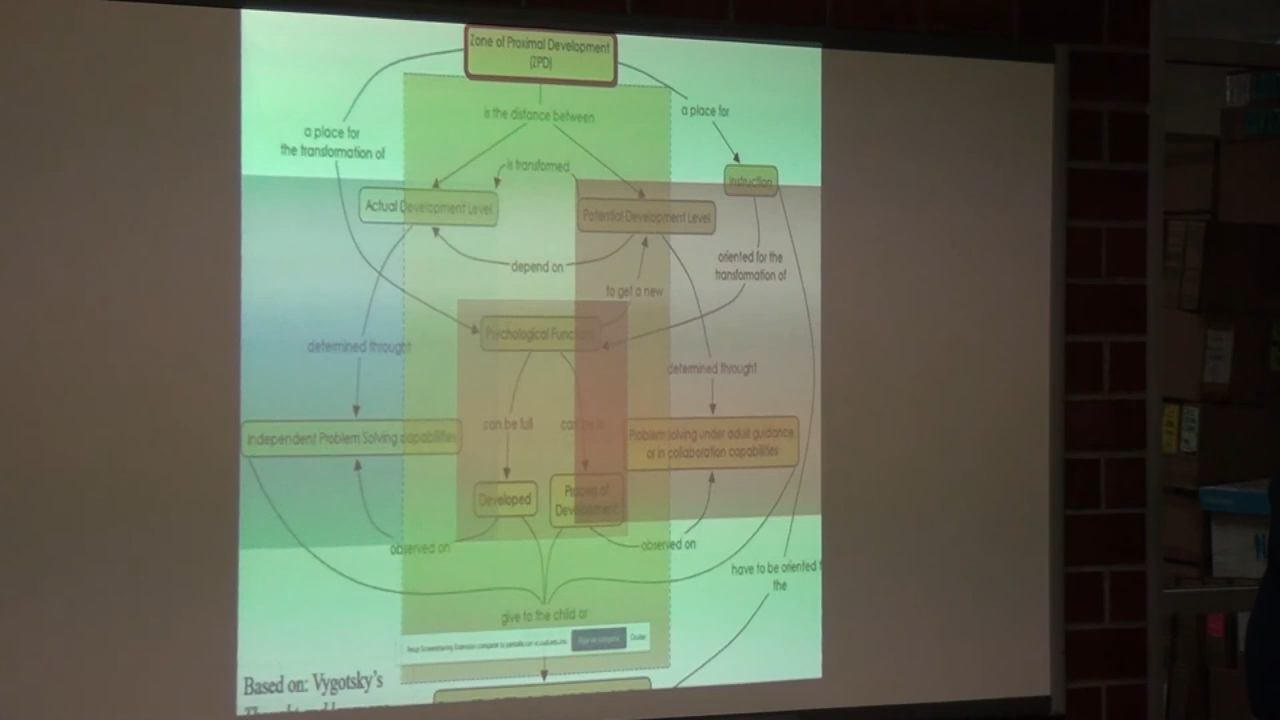 Zone of Proximal Development
(ZPD)
is the distance between
a place for
a place for
the transformation of
is transformed
Instruction
Actual Development Level
Potential Development Level
depend on
oriented for the
transformation of
to get a new
Psychological
determined throught
determined throught
can be full
can be
Independent Problem Solving capabilities
Problem solving under adult guidance
or in collaboration capabilities
Developed
Process of
Development
observed on
observed on
have to be oriented
the
give to the child or
Ocultar
Based on: Vygotsky's
Thought and language